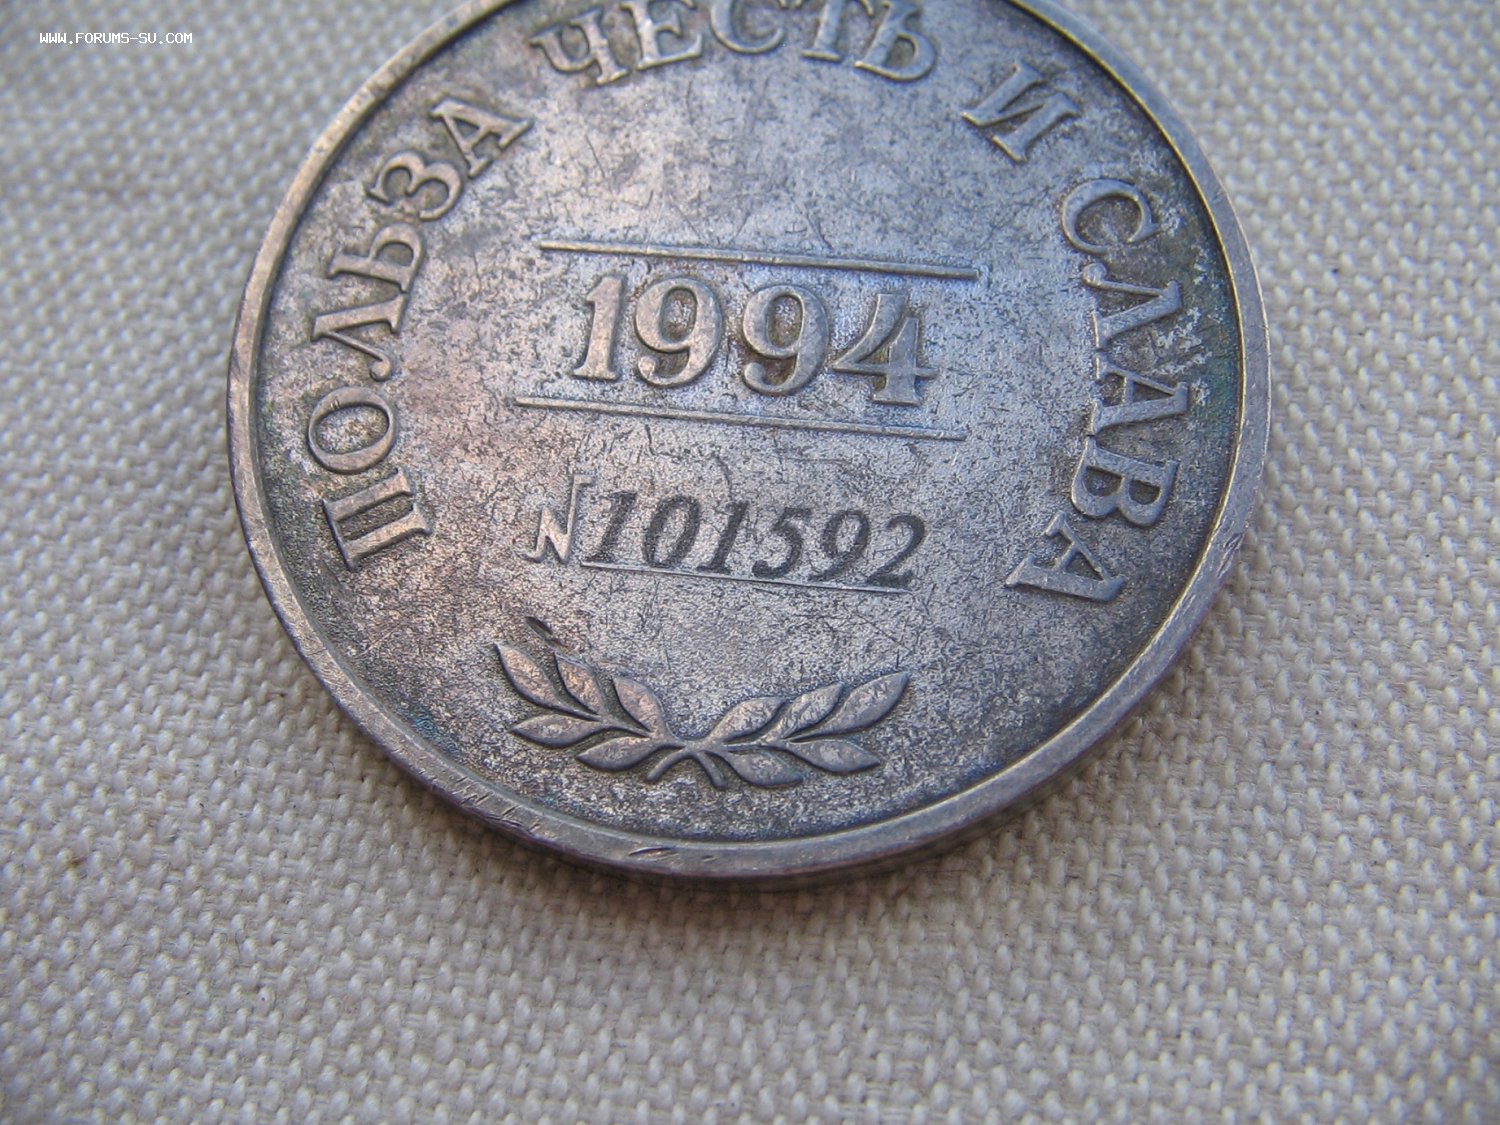 WWW.FORUMS-SU.COM
ПОЛЬЗА ЧЕСТЬ И СЛАВА
1994
N 101592